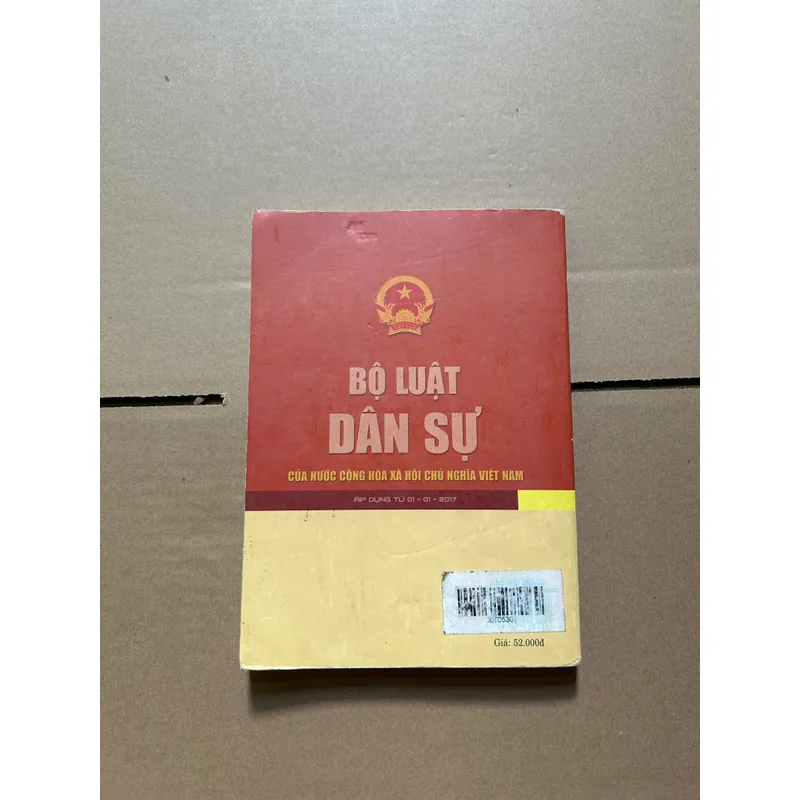 BỘ LUẬT
DÂN SỰ
CỦA NƯỚC CỘNG HÒA XÃ HỘI CHỦ NGHĨA VIỆT NAM
ÁP DỤNG TỪ 01 - 01 - 2017
Giá: 52.000đ